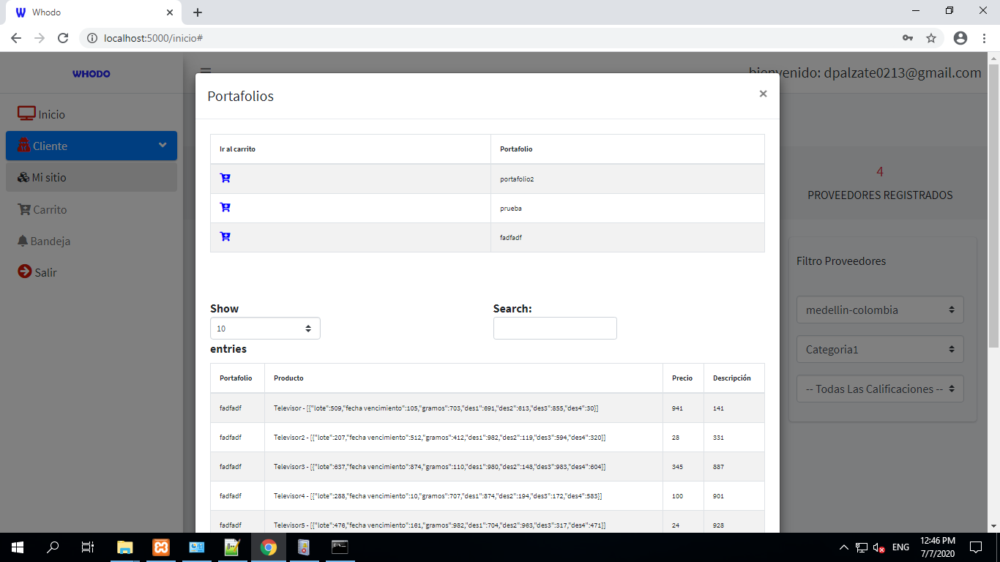 Whodo
localhost:5000/inicio#
WHODO
bienvenido: dpalzate0213@gmail.com
Inicio
Cliente
Mi sitio
Carrito
Bandeja
Salir
Portafolios
×
Ir al carrito Portafolio
portafolio2
prueba
fadfadf
4
PROVEEDORES REGISTRADOS
Filtro Proveedores
medellin-colombia
Categoria1
-- Todas Las Calificaciones --
Show Search:
10
entries
Portafolio Producto Precio Descripción
fadfadf Televisor - [{"lote":509,"fecha vencimiento":105,"gramos":703,"des1":691,"des2":613,"des3":855,"des4":30}] 941 141
fadfadf Televisor2 - [{"lote":207,"fecha vencimiento":512,"gramos":412,"des1":982,"des2":119,"des3":594,"des4":320}] 28 331
fadfadf Televisor3 - [{"lote":637,"fecha vencimiento":874,"gramos":110,"des1":980,"des2":148,"des3":983,"des4":604}] 345 887
fadfadf Televisor4 - [{"lote":288,"fecha vencimiento":10,"gramos":707,"des1":874,"des2":194,"des3":172,"des4":583}] 100 901
fadfadf Televisor5 - [{"lote":476,"fecha vencimiento":161,"gramos":982,"des1":704,"des2":963,"des3":317,"des4":471}] 24 928
ENG
12:46 PM
7/7/2020